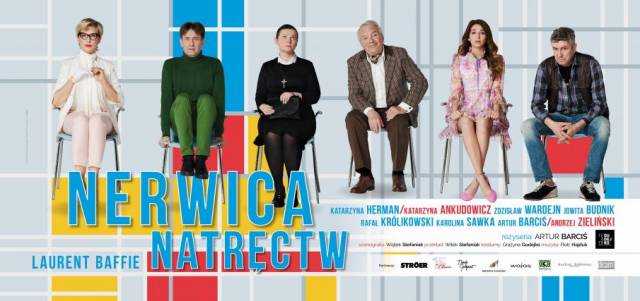 NERWICA
NATRĘCTW
LAURENT BAFFIE
KATARZYNA HERMAN/KATARZYNA ANKUDOWICZ ZDZISŁAW WARDEJN JOWITA BUDNIK
RAFAŁ KRÓLIKOWSKI KAROLINA SAWKA ARTUR BARCIŚ/ANDRZEJ ZIELIŃSKI
reżyseria ARTUR BARCIŚ
scenografia Wojtek Stefaniak przekład Witek Stefaniak kostiumy Grażyna Gudejko muzyka Piotr Hajduk
Partnerzy
STRÖER
wojas